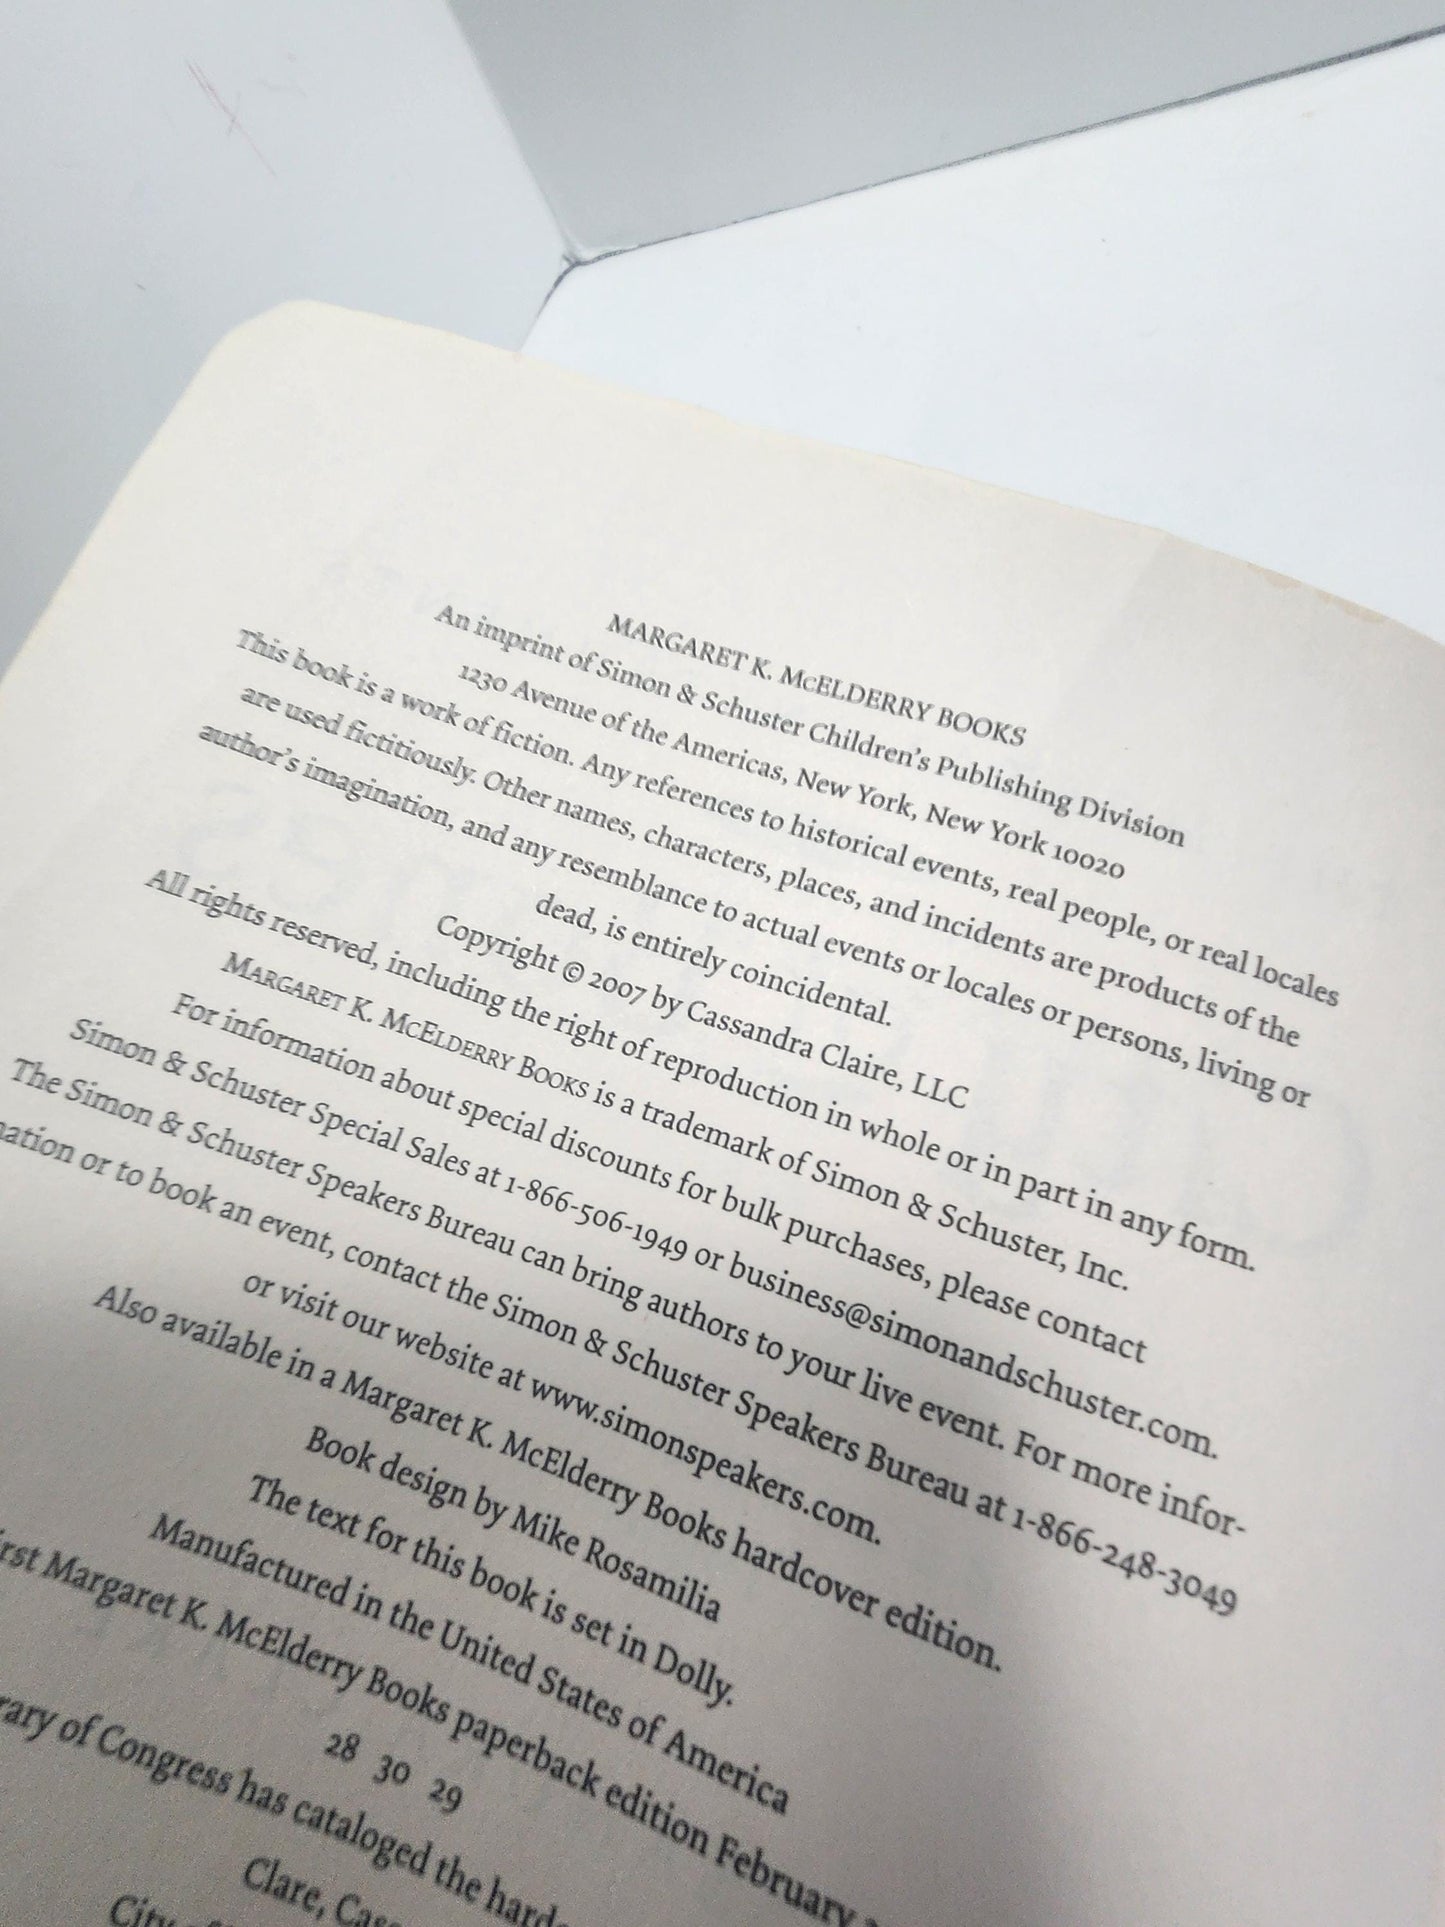 MARGARET K. McELDERRY BOOKS
An imprint of Simon & Schuster Children's Publishing Division
1230 Avenue of the Americas, New York, New York 10020
This book is a work of fiction. Any references to historical events, real people, or real locales
are used fictitiously. Other names, characters, places, and incidents are products of the
author's imagination, and any resemblance to actual events or locales or persons, living or
dead, is entirely coincidental.
Copyright © 2007 by Cassandra Claire, LLC
All rights reserved, including the right of reproduction in whole or in part in any form.
MARGARET K. McELDERRY BOOKS is a trademark of Simon & Schuster, Inc.
For information about special discounts for bulk purchases, please contact
Simon & Schuster Special Sales at 1-866-506-1949 or business@simonandschuster.com.
The Simon & Schuster Speakers Bureau can bring authors to your live event. For more infor-
mation or to book an event, contact the Simon & Schuster Speakers Bureau at 1-866-248-3049
or visit our website at www.simonspeakers.com.
Also available in a Margaret K. McElderry Books hardcover edition.
Book design by Mike Rosamilia
The text for this book is set in Dolly.
Manufactured in the United States of America
irst Margaret K. McElderry Books paperback edition February
28 30 29
rary of Congress has cataloged the hard
Clare, Cas
City